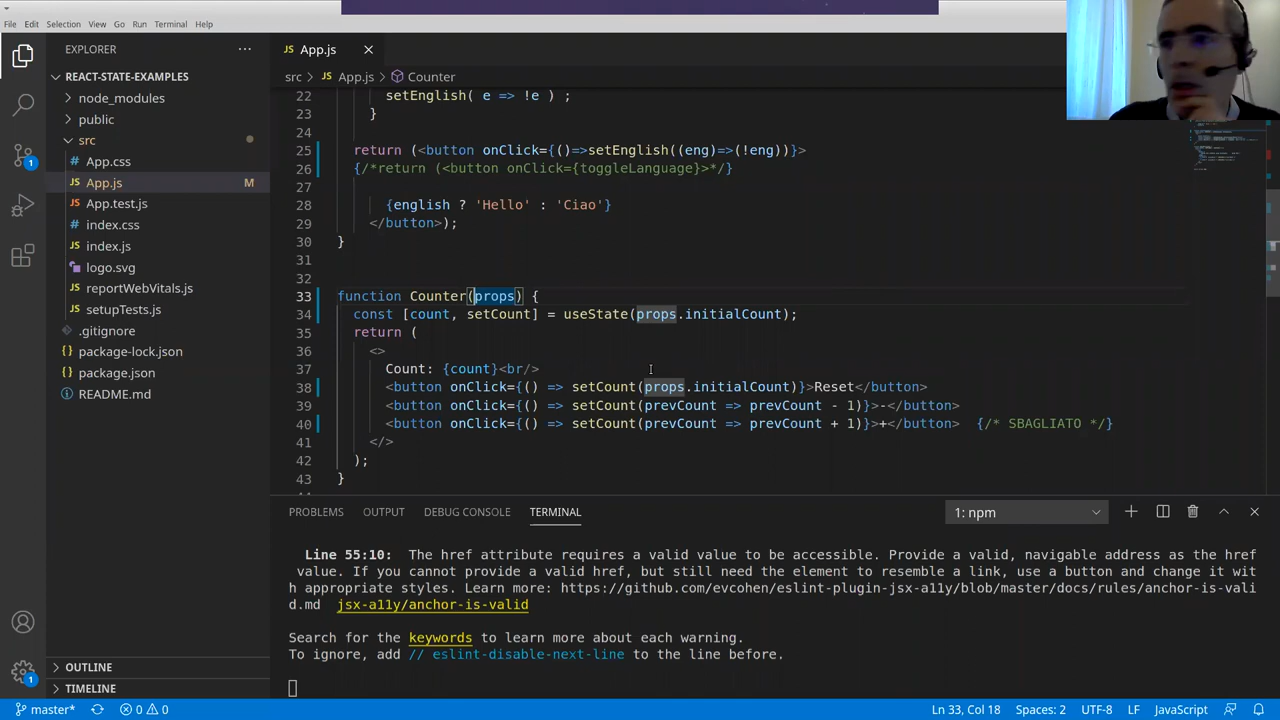 File Edit Selection View Go Run Terminal Help
EXPLORER
REACT-STATE-EXAMPLES
node_modules
public
src
# App.css
JS App.js M
JS App.test.js
# index.css
JS index.js
logo.svg
JS reportWebVitals.js
JS setupTests.js
.gitignore
package-lock.json
package.json
README.md
OUTLINE
TIMELINE
1
1
JS App.js
src > JS App.js > Counter
22 setEnglish( e => !e ) ;
23 }
24
25 return (<button onClick={()=>setEnglish((eng)=>(!eng))}>
26 {/*return (<button onClick={toggleLanguage}>*/}
27
28 {english ? 'Hello' : 'Ciao'}
29 </button>);
30 }
31
32
33 function Counter(props) {
34 const [count, setCount] = useState(props.initialCount);
35 return (
36 <>
37 Count: {count}<br/>
38 <button onClick={() => setCount(props.initialCount)}>Reset</button>
39 <button onClick={() => setCount(prevCount => prevCount - 1)}>-</button>
40 <button onClick={() => setCount(prevCount => prevCount + 1)}>+</button> {/* SBAGLIATO */}
41 </>
42 );
43 }
PROBLEMS OUTPUT DEBUG CONSOLE TERMINAL 1: npm
Line 55:10: The href attribute requires a valid value to be accessible. Provide a valid, navigable address as the href
value. If you cannot provide a valid href, but still need the element to resemble a link, use a button and change it wit
h appropriate styles. Learn more: https://github.com/evcohen/eslint-plugin-jsx-a11y/blob/master/docs/rules/anchor-is-vali
d.md jsx-a11y/anchor-is-valid
Search for the keywords to learn more about each warning.
To ignore, add // eslint-disable-next-line to the line before.
master* 0 0 Ln 33, Col 18 Spaces: 2 UTF-8 LF JavaScript